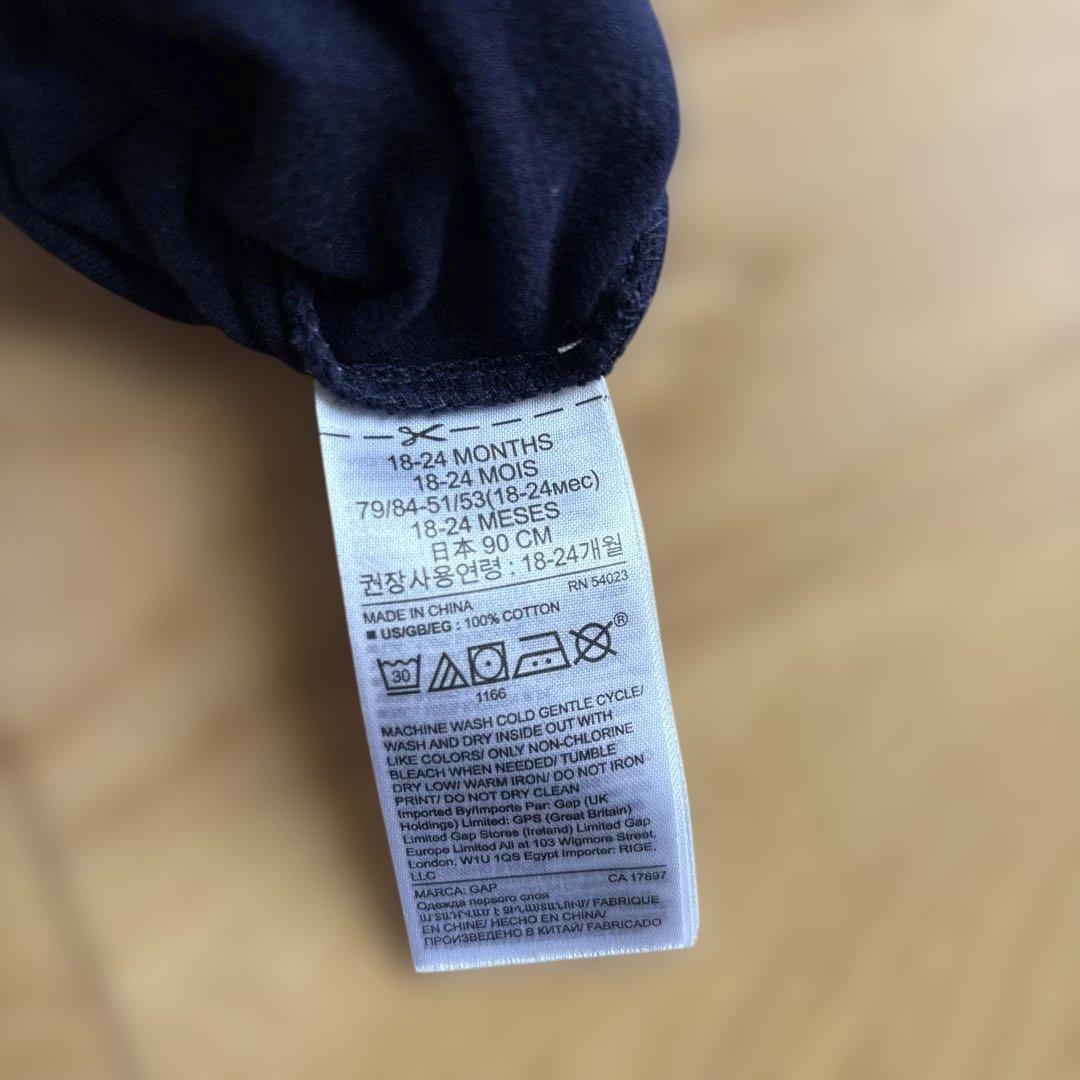 18-24 MONTHS
18-24 MOIS
79/84-51/53(18-24мес)
18-24 MESES
日本 90 CM
권장사용연령 : 18-24개월
RN 54023
MADE IN CHINA
US/GB/EG : 100% COTTON
30
®
1166
MACHINE WASH COLD GENTLE CYCLE/
WASH AND DRY INSIDE OUT WITH
LIKE COLORS/ ONLY NON-CHLORINE
BLEACH WHEN NEEDED/ TUMBLE
DRY LOW/ WARM IRON/ DO NOT IRON
PRINT/ DO NOT DRY CLEAN
Imported By/Importe Par: Gap (UK
Holdings) Limited: GPS (Great Britain)
Limited Gap Stores (Ireland) Limited Gap
Europe Limited All at 103 Wigmore Street,
London, W1U 1QS Egypt Importer: RIGE,
LLC
MARCA: GAP CA 17897
Одежда первого слоя
ԱՐՏԱԴՐՎԱԾ Է ՉԻՆԱՍՏԱՆՈՒՄ/ FABRIQUE
EN CHINE/ HECHO EN CHINA/
ПРОИЗВЕДЕНО В КИТАЙ/ FABRICADO